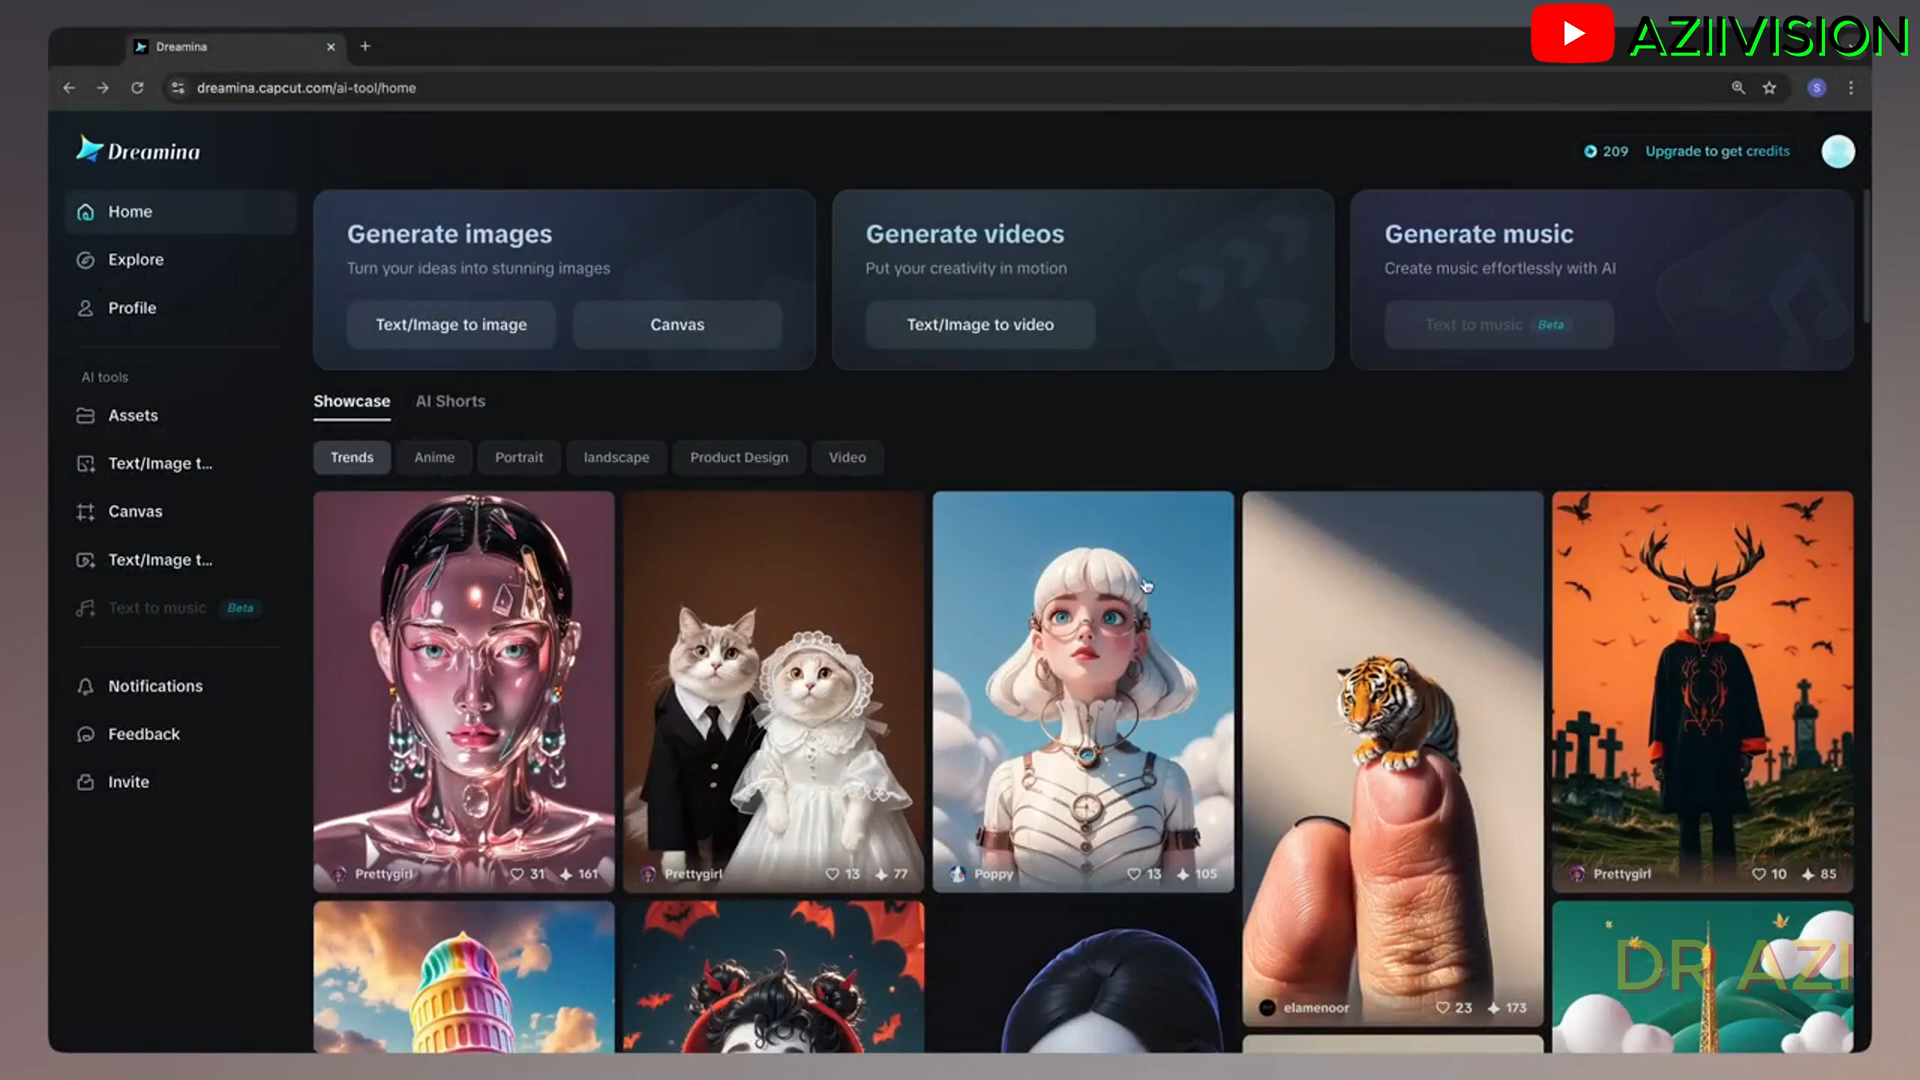 AZIIVISION
Dreamina
dreamina.capcut.com/ai-tool/home
S
Dreamina
209 Upgrade to get credits
Home
Explore
Profile
AI tools
Assets
Text/Image t...
Canvas
Text/Image t...
Text to music Beta
Notifications
Feedback
Invite
Generate images
Turn your ideas into stunning images
Text/Image to image Canvas
Generate videos
Put your creativity in motion
Text/Image to video
Generate music
Create music effortlessly with AI
Text to music Beta
Showcase AI Shorts
Trends Anime Portrait landscape Product Design Video
Prettygirl 31 161
Prettygirl 13 77
Poppy 13 105
elamenoor 23 173
Prettygirl 10 85
DR AZI